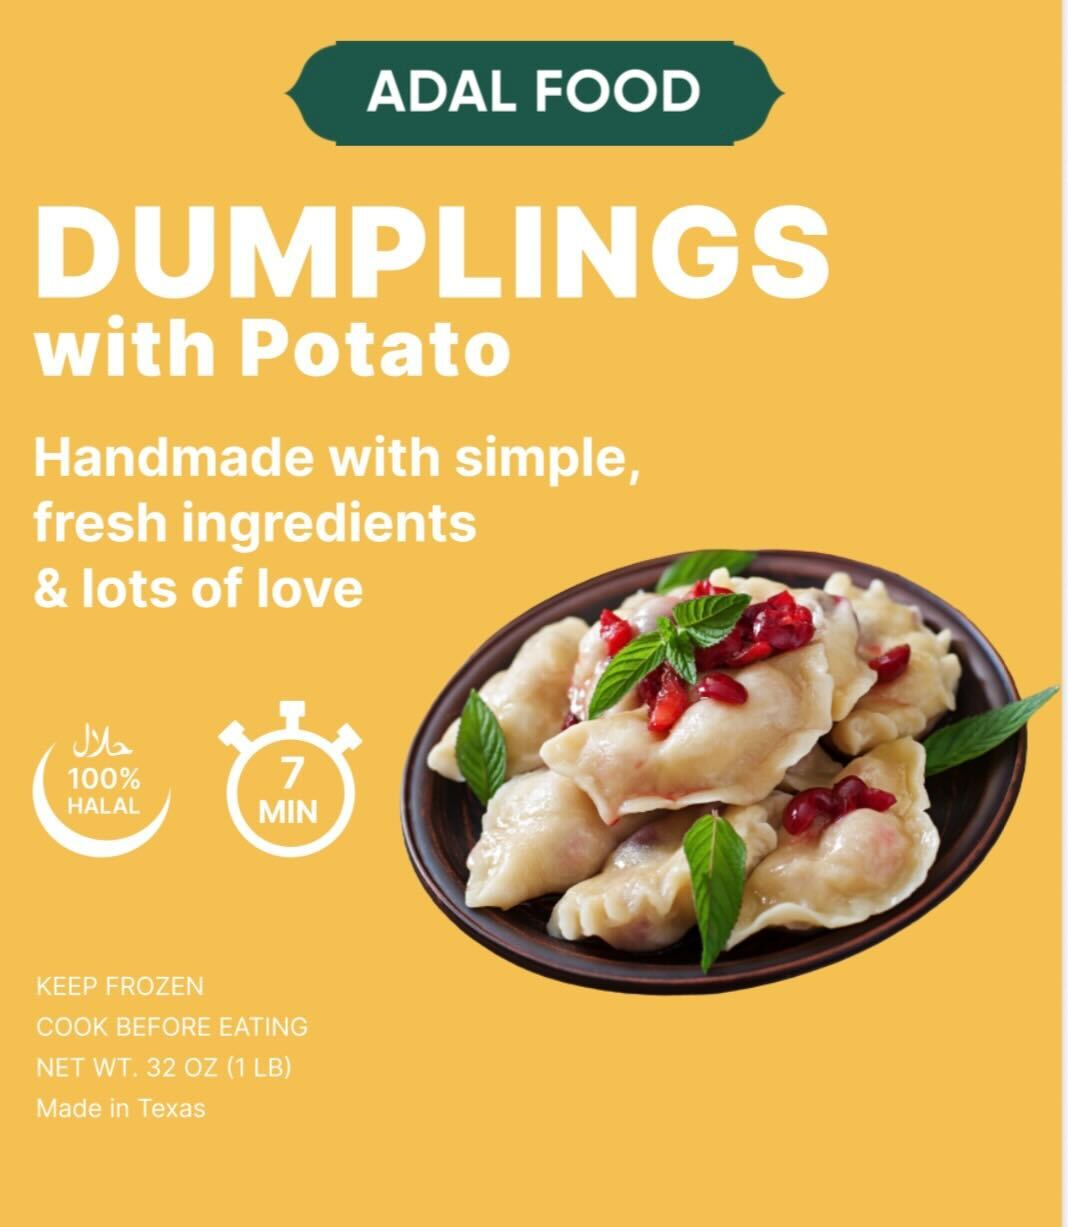 ADAL FOOD
DUMPLINGS
with Potato
Handmade with simple,
fresh ingredients
& lots of love
حلال
100%
HALAL
7
MIN
KEEP FROZEN
COOK BEFORE EATING
NET WT. 32 OZ (1 LB)
Made in Texas